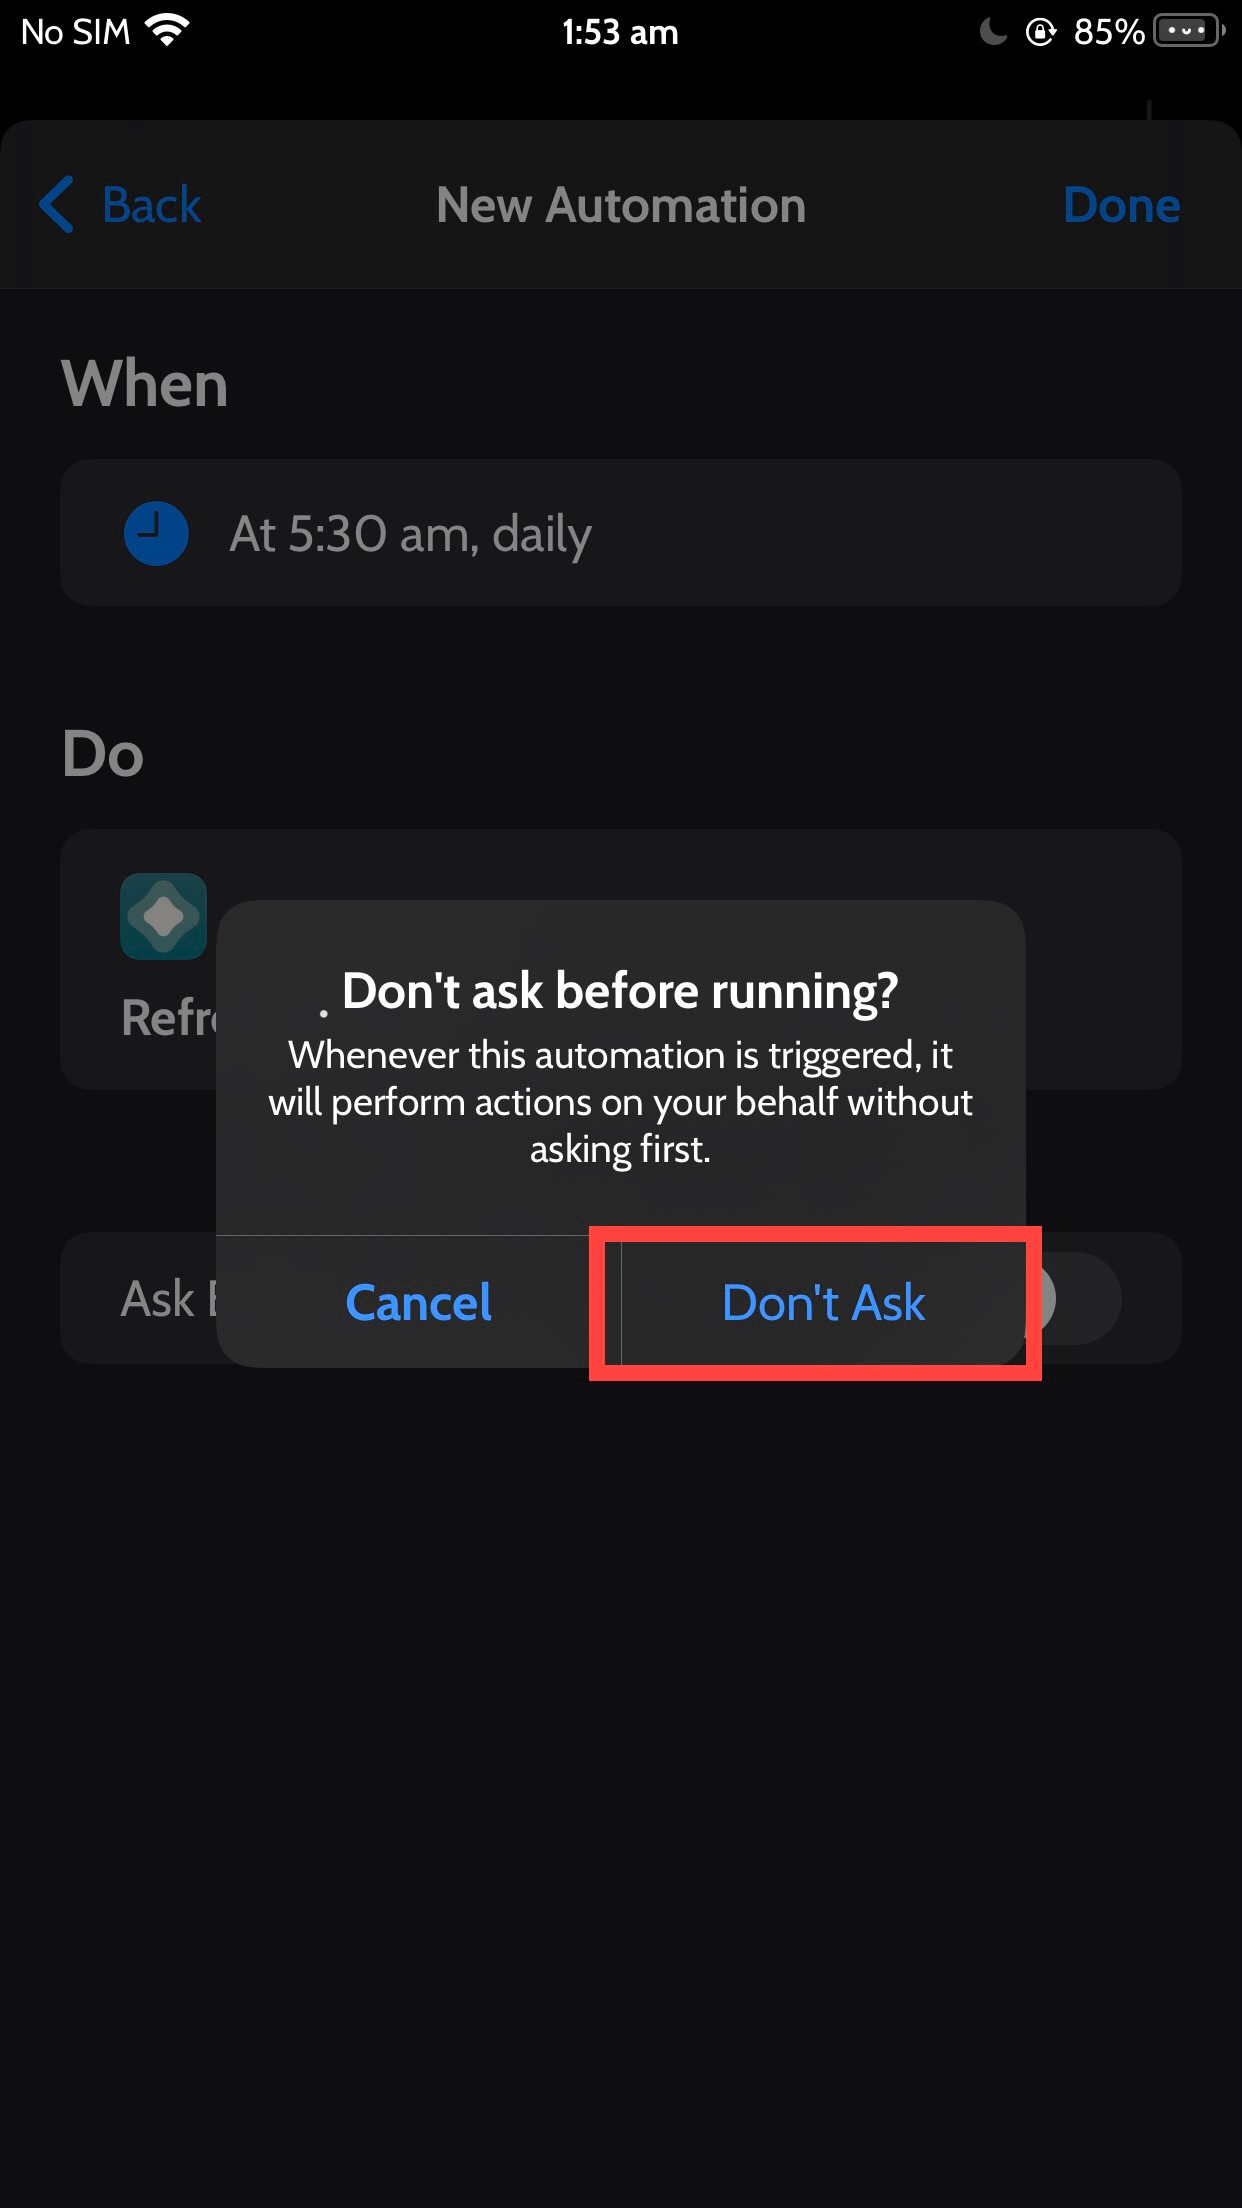 No SIM
1:53 am
85%
Back
New Automation
Done
When
At 5:30 am, daily
Do
Don't ask before running?
Whenever this automation is triggered, it
will perform actions on your behalf without
asking first.
Ask
Cancel
Don't Ask